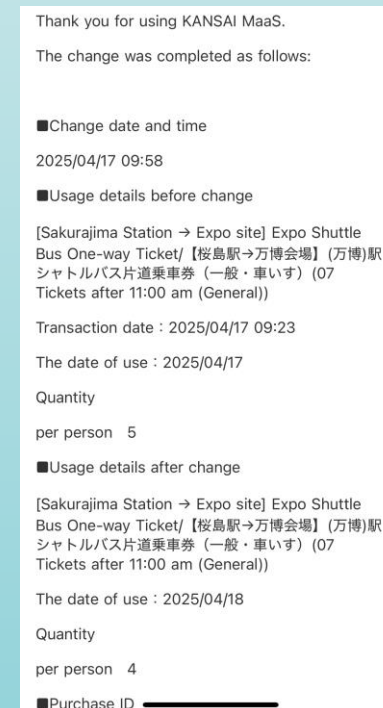 Thank you for using KANSAI MaaS.
The change was completed as follows:
■Change date and time
2025/04/17 09:58
■Usage details before change
[Sakurajima Station → Expo site] Expo Shuttle
Bus One-way Ticket/【桜島駅→万博会場】(万博)駅
シャトルバス片道乗車券（一般・車いす）(07
Tickets after 11:00 am (General))
Transaction date：2025/04/17 09:23
The date of use：2025/04/17
Quantity
per person 5
■Usage details after change
[Sakurajima Station → Expo site] Expo Shuttle
Bus One-way Ticket/【桜島駅→万博会場】(万博)駅
シャトルバス片道乗車券（一般・車いす）(07
Tickets after 11:00 am (General))
The date of use：2025/04/18
Quantity
per person 4
■Purchase ID